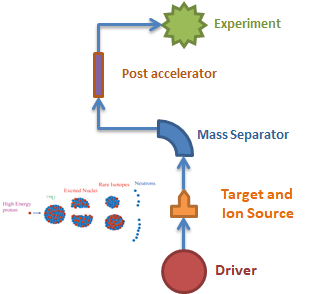 Experiment
Post accelerator
Mass Separator
Rare Isotopes
Neutrons
Excited Nuclei
High Energy
proton
Target and
Ion Source
Driver